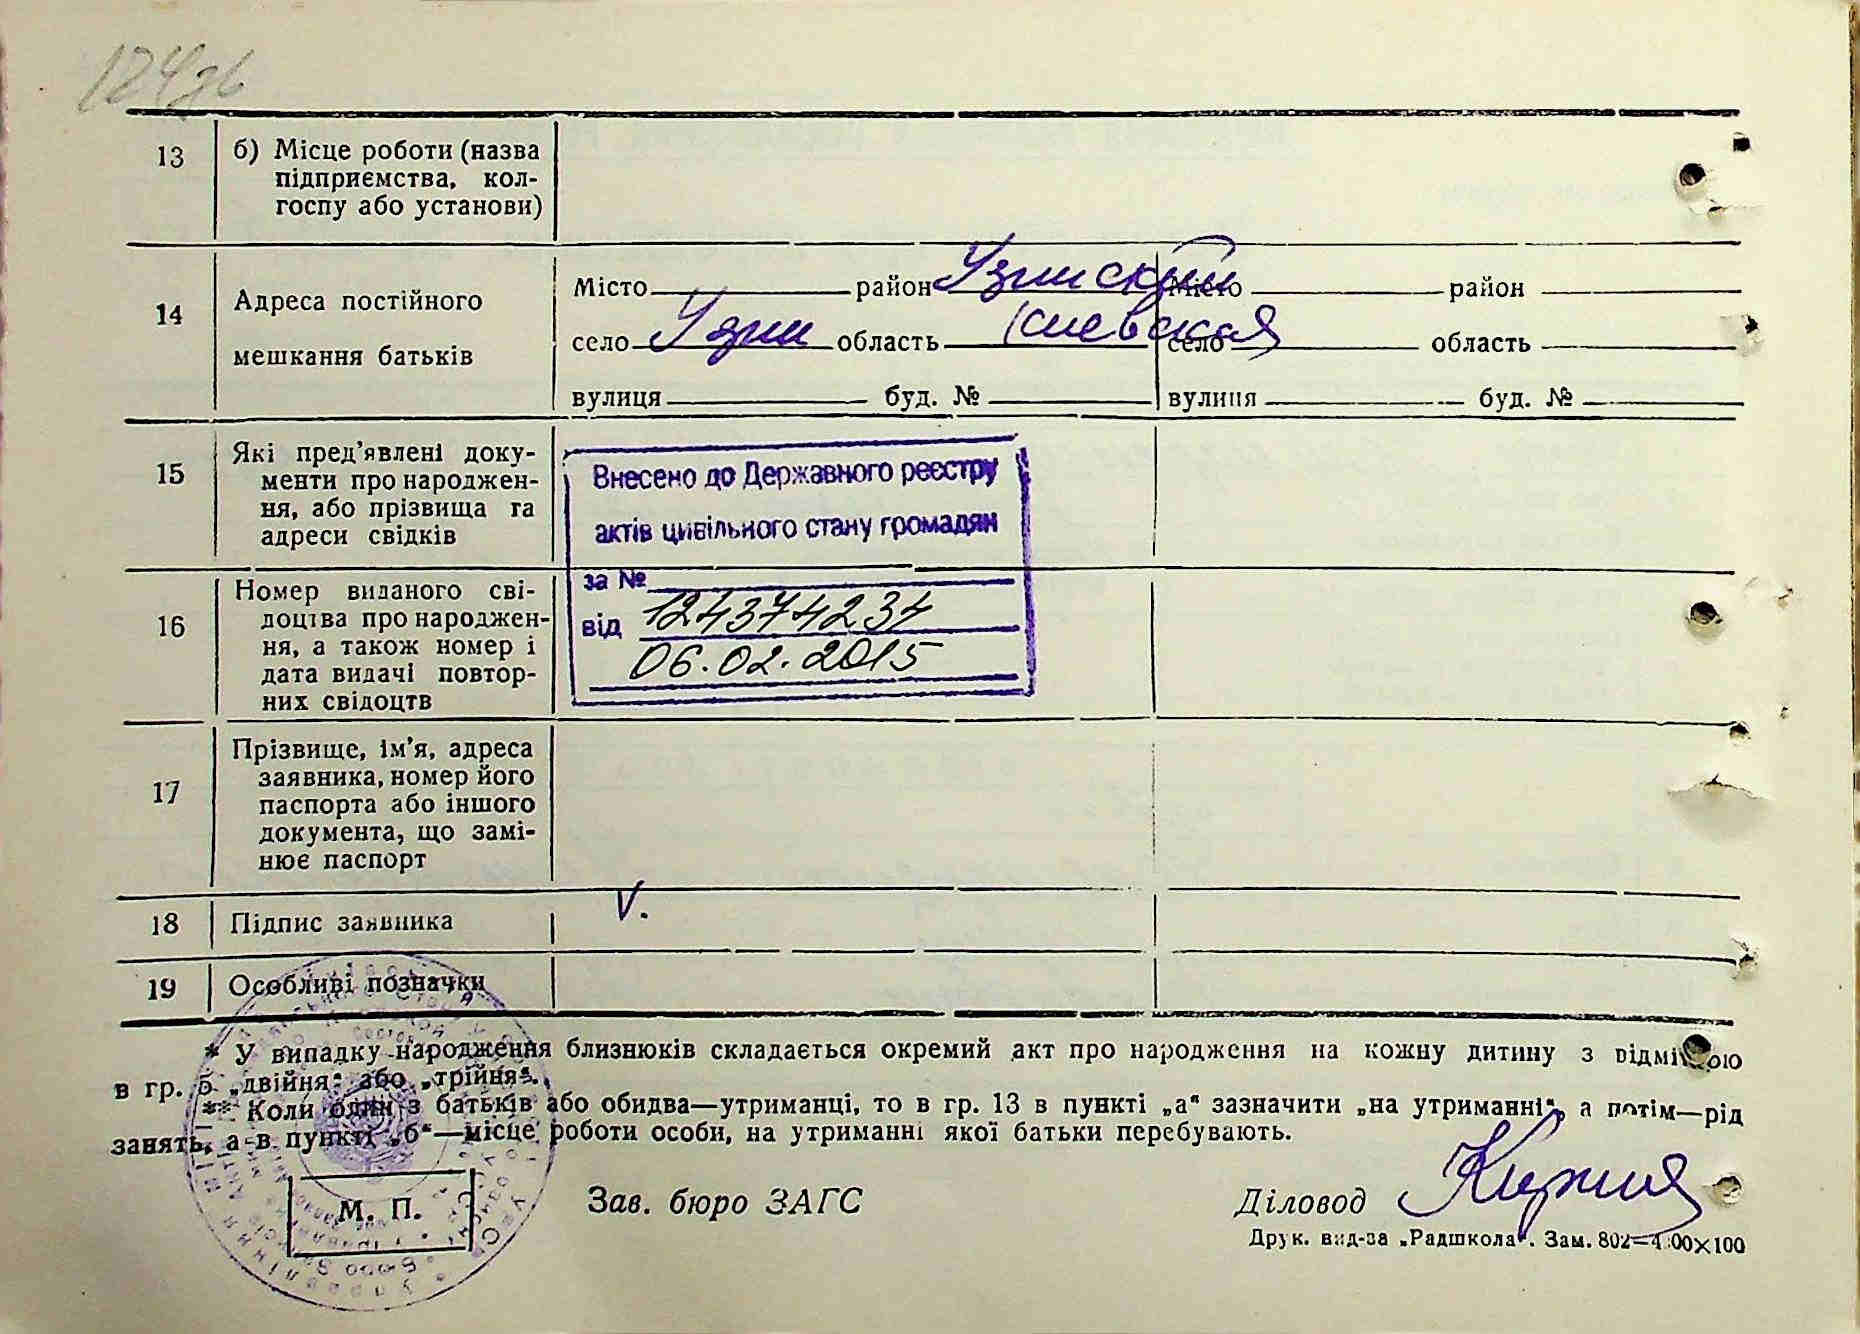 13
б) Місце роботи (назва
підприємства, кол-
госпу або установи)
14
Адреса постійного
мешкання батьків
Місто район Узинский
село Узин область Киевская
вулиця буд. №
Місто район
село область
вулиця буд. №
15
Які пред'явлені доку-
менти про народжен-
ня, або прізвища та
адреси свідків
Внесено до Державного реєстру
актів цивільного стану громадян
за №
від 124374234
06.02.2015
16
Номер виданого сві-
доцтва про народжен-
ня, а також номер і
дата видачі повтор-
них свідоцтв
17
Прізвище, ім'я, адреса
заявника, номер його
паспорта або іншого
документа, що замі-
нює паспорт
18
Підпис заявника
V.
19
Особливі позначки
* У випадку народження близнюків складається окремий акт про народження на кожну дитину з відміткою
в гр. 5 „двійня“ або „трійня“.
** Коли один з батьків або обидва—утриманці, то в гр. 13 в пункті „а“ зазначити „на утриманні“, а потім—рід
занять, а в пункті „б“—місце роботи особи, на утриманні якої батьки перебувають.
М. П.
Зав. бюро ЗАГС
Діловод
Друк. вид-ва „Радшкола“. Зам. 802—4.00×100